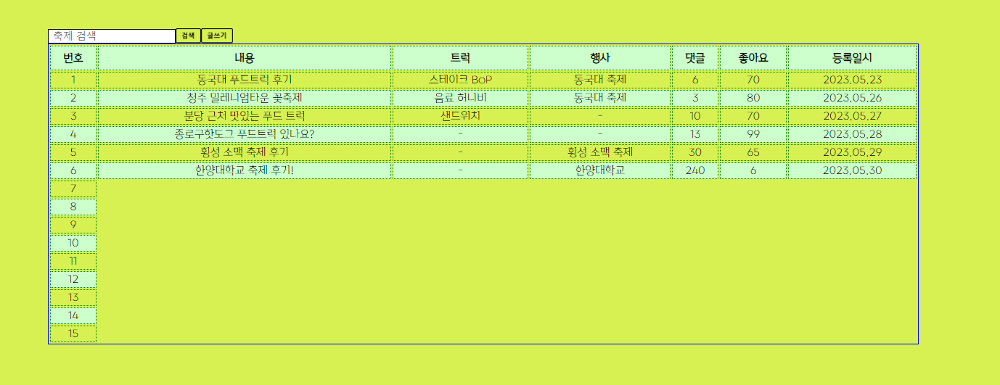 축제 검색 검색 글쓰기
번호 내용 트럭 행사 댓글 좋아요 등록일시
1 동국대 푸드트럭 후기 스테이크 BoP 동국대 축제 6 70 2023.05.23
2 청주 밀레니엄타운 꽃축제 음료 허니비 동국대 축제 3 80 2023.05.26
3 분당 근처 맛있는 푸드 트럭 샌드위치 - 10 70 2023.05.27
4 종로구핫도그 푸드트럭 있나요? - - 13 99 2023.05.28
5 횡성 소맥 축제 후기 - 횡성 소맥 축제 30 65 2023.05.29
6 한양대학교 축제 후기! - 한양대학교 240 6 2023.05.30
7
8
9
10
11
12
13
14
15